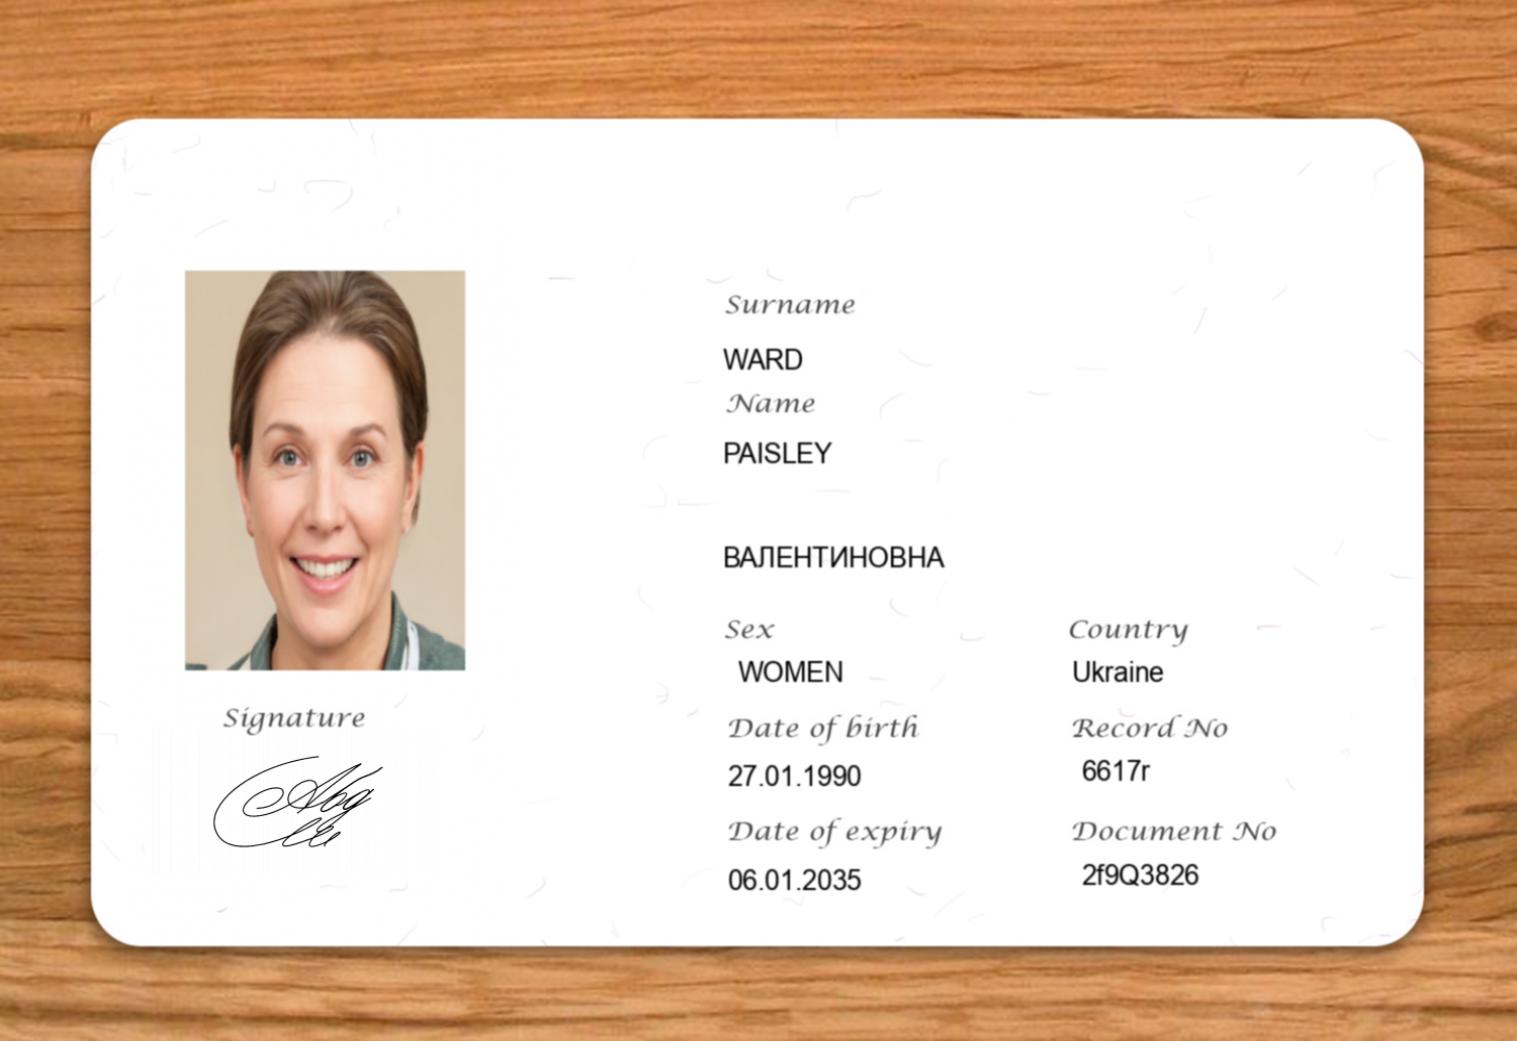 Surname
WARD
Name
PAISLEY
ВАЛЕНТИНОВНА
Sex
WOMEN
Country
Ukraine
Date of birth
27.01.1990
Record No
6617r
Date of expiry
06.01.2035
Document No
2f9Q3826
Signature